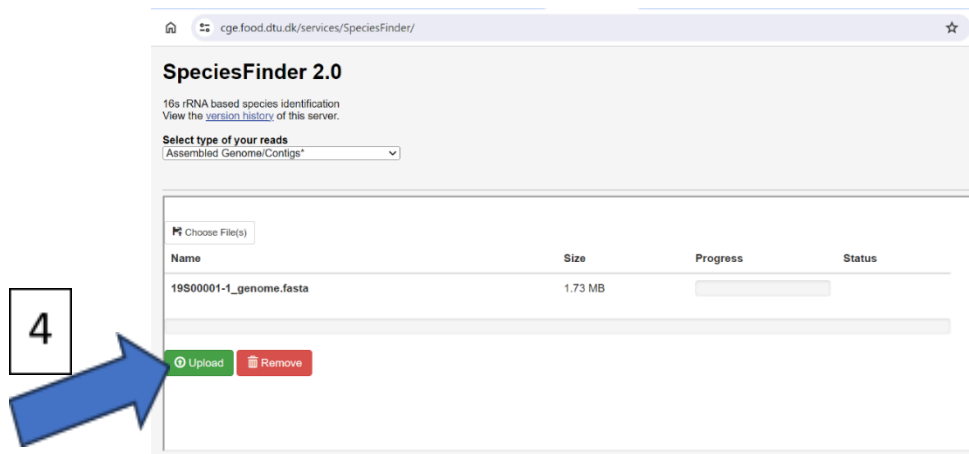 cge.food.dtu.dk/services/SpeciesFinder/
SpeciesFinder 2.0
16s rRNA based species identification
View the version history of this server.
Select type of your reads
Assembled Genome/Contigs*
Choose File(s)
Name Size Progress Status
19S00001-1_genome.fasta 1.73 MB
4
Upload Remove